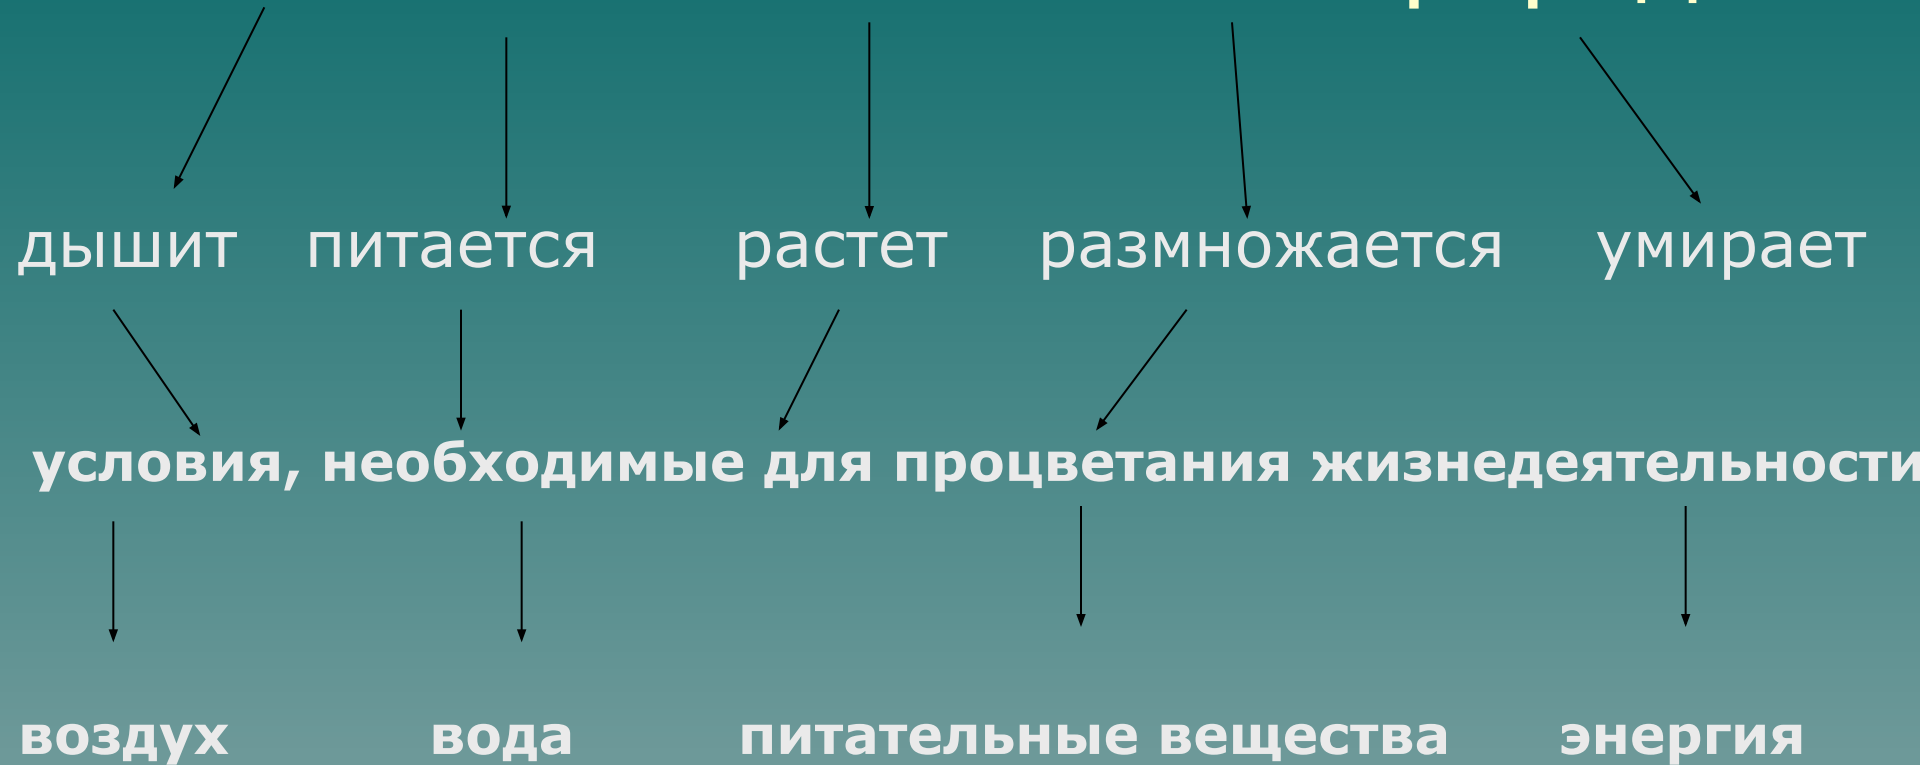 дышит питается растет размножается умирает
условия, необходимые для процветания жизнедеятельности
воздух вода питательные вещества энергия